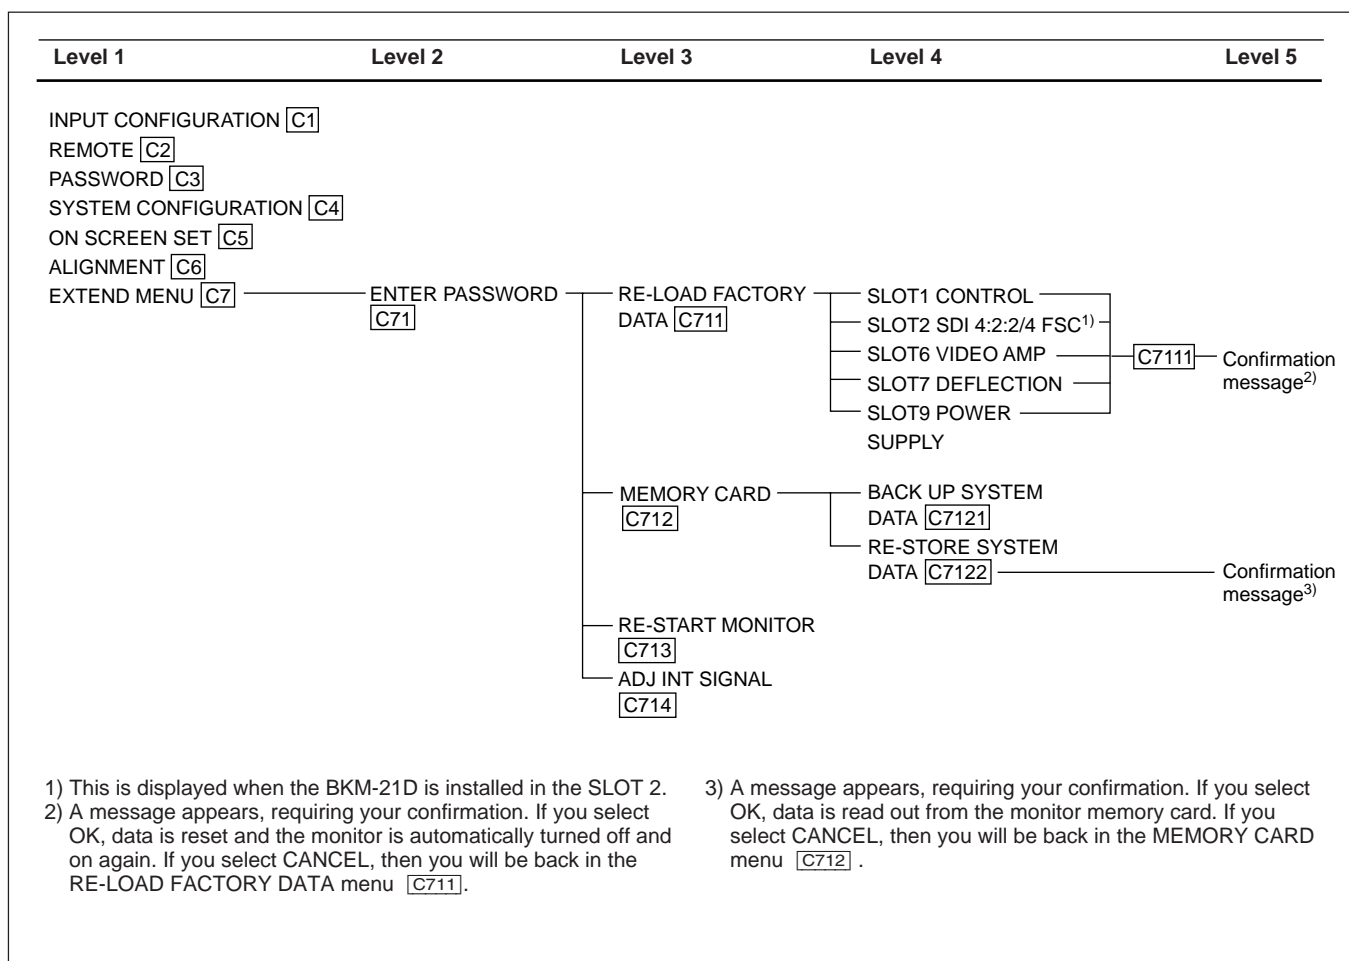 Level 1 Level 2 Level 3 Level 4 Level 5
INPUT CONFIGURATION C1
REMOTE C2
PASSWORD C3
SYSTEM CONFIGURATION C4
ON SCREEN SET C5
ALIGNMENT C6
EXTEND MENU C7
ENTER PASSWORD
C71
RE-LOAD FACTORY
DATA C711
SLOT1 CONTROL
SLOT2 SDI 4:2:2/4 FSC1)
SLOT6 VIDEO AMP
SLOT7 DEFLECTION
SLOT9 POWER
SUPPLY
C7111
Confirmation
message2)
MEMORY CARD
C712
BACK UP SYSTEM
DATA C7121
RE-STORE SYSTEM
DATA C7122
Confirmation
message3)
RE-START MONITOR
C713
ADJ INT SIGNAL
C714
1) This is displayed when the BKM-21D is installed in the SLOT 2.
2) A message appears, requiring your confirmation. If you select
OK, data is reset and the monitor is automatically turned off and
on again. If you select CANCEL, then you will be back in the
RE-LOAD FACTORY DATA menu C711.
3) A message appears, requiring your confirmation. If you select
OK, data is read out from the monitor memory card. If you
select CANCEL, then you will be back in the MEMORY CARD
menu C712 .